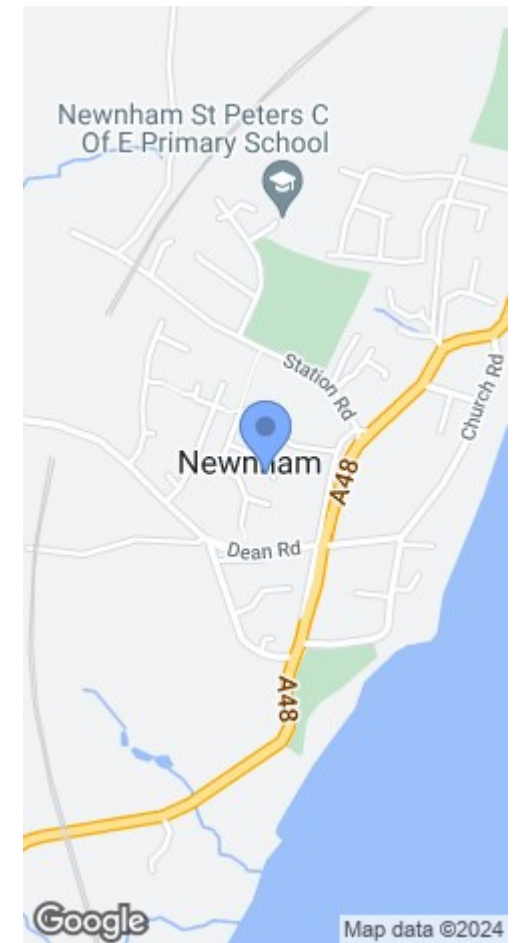 Newnham St Peters C
Of E Primary School
Station Rd
Church Rd
Newnham
A48
Dean Rd
A48
Google
Map data ©2024